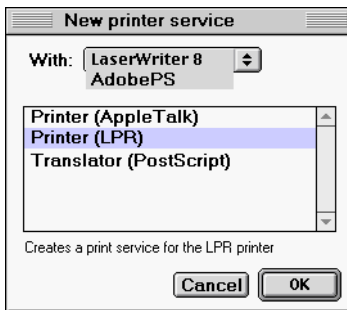 New printer service
With: LaserWriter 8
AdobePS
Printer (AppleTalk)
Printer (LPR)
Translator (PostScript)
Creates a print service for the LPR printer
Cancel OK